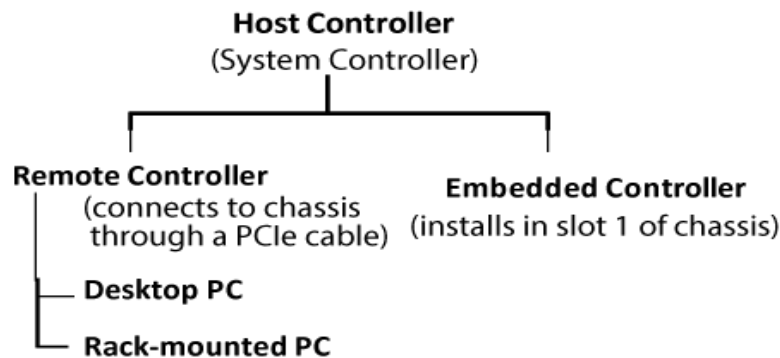 Host Controller
(System Controller)
Remote Controller
(connects to chassis
through a PCIe cable)
Embedded Controller
(installs in slot 1 of chassis)
Desktop PC
Rack-mounted PC